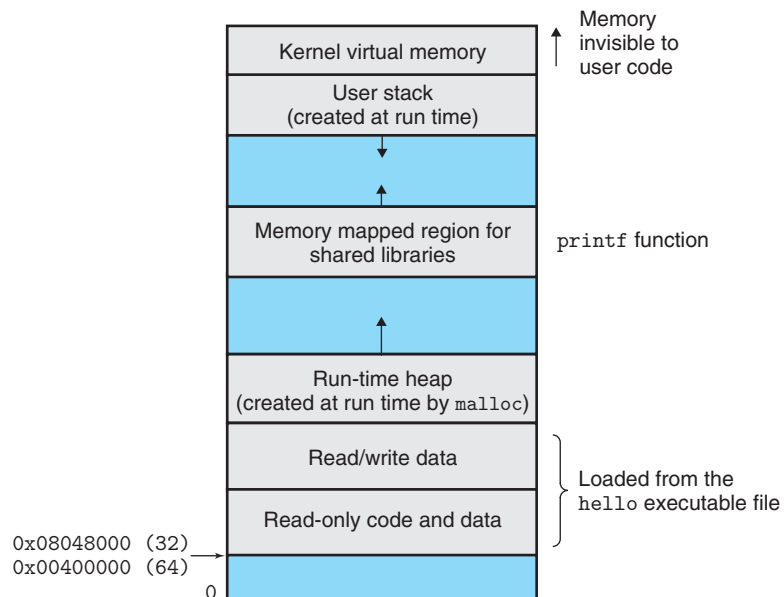 Memory
invisible to
user code
Kernel virtual memory
User stack
(created at run time)
Memory mapped region for
shared libraries
printf function
Run-time heap
(created at run time by malloc)
Read/write data
Loaded from the
hello executable file
Read-only code and data
0x08048000 (32)
0x00400000 (64)
0